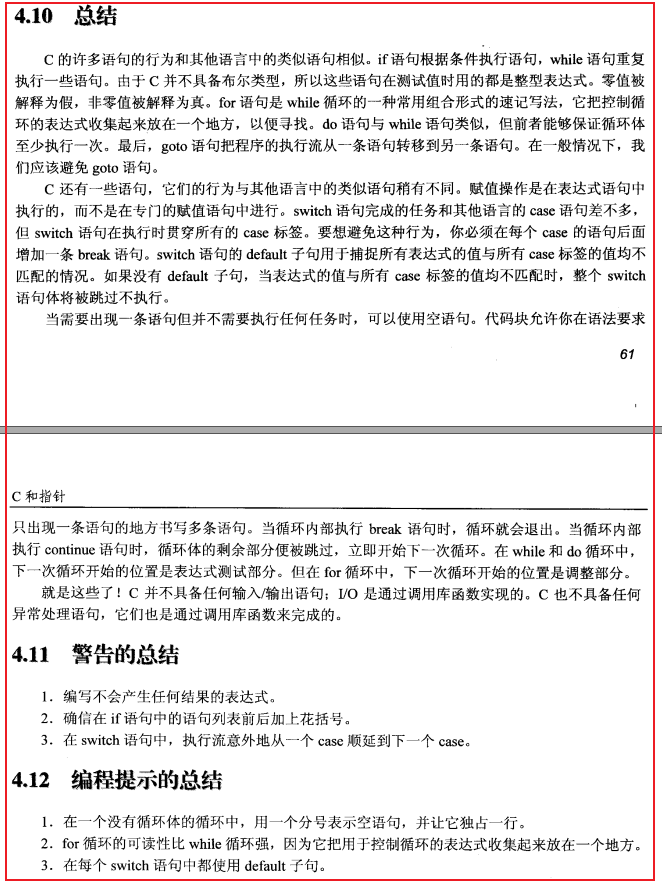 4.10 总结
C 的许多语句的行为和其他语言中的类似语句相似。if 语句根据条件执行语句，while 语句重复
执行一些语句。由于 C 并不具备布尔类型，所以这些语句在测试值时用的都是整型表达式。零值被
解释为假，非零值被解释为真。for 语句是 while 循环的一种常用组合形式的速记写法，它把控制循
环的表达式收集起来放在一个地方，以便寻找。do 语句与 while 语句类似，但前者能够保证循环体
至少执行一次。最后，goto 语句把程序的执行流从一条语句转移到另一条语句。在一般情况下，我
们应该避免 goto 语句。
C 还有一些语句，它们的行为与其他语言中的类似语句稍有不同。赋值操作是在表达式语句中
执行的，而不是在专门的赋值语句中进行。switch 语句完成的任务和其他语言的 case 语句差不多，
但 switch 语句在执行时贯穿所有的 case 标签。要想避免这种行为，你必须在每个 case 的语句后面
增加一条 break 语句。switch 语句的 default 子句用于捕捉所有表达式的值与所有 case 标签的值均不
匹配的情况。如果没有 default 子句，当表达式的值与所有 case 标签的值均不匹配时，整个 switch
语句体将被跳过不执行。
当需要出现一条语句但并不需要执行任何任务时，可以使用空语句。代码块允许你在语法要求
61
C 和指针
只出现一条语句的地方书写多条语句。当循环内部执行 break 语句时，循环就会退出。当循环内部
执行 continue 语句时，循环体的剩余部分便被跳过，立即开始下一次循环。在 while 和 do 循环中，
下一次循环开始的位置是表达式测试部分。但在 for 循环中，下一次循环开始的位置是调整部分。
就是这些了！C 并不具备任何输入/输出语句；I/O 是通过调用库函数实现的。C 也不具备任何
异常处理语句，它们也是通过调用库函数来完成的。
4.11 警告的总结
1．编写不会产生任何结果的表达式。
2．确信在 if 语句中的语句列表前后加上花括号。
3．在 switch 语句中，执行流意外地从一个 case 顺延到下一个 case。
4.12 编程提示的总结
1．在一个没有循环体的循环中，用一个分号表示空语句，并让它独占一行。
2．for 循环的可读性比 while 循环强，因为它把用于控制循环的表达式收集起来放在一个地方。
3．在每个 switch 语句中都使用 default 子句。